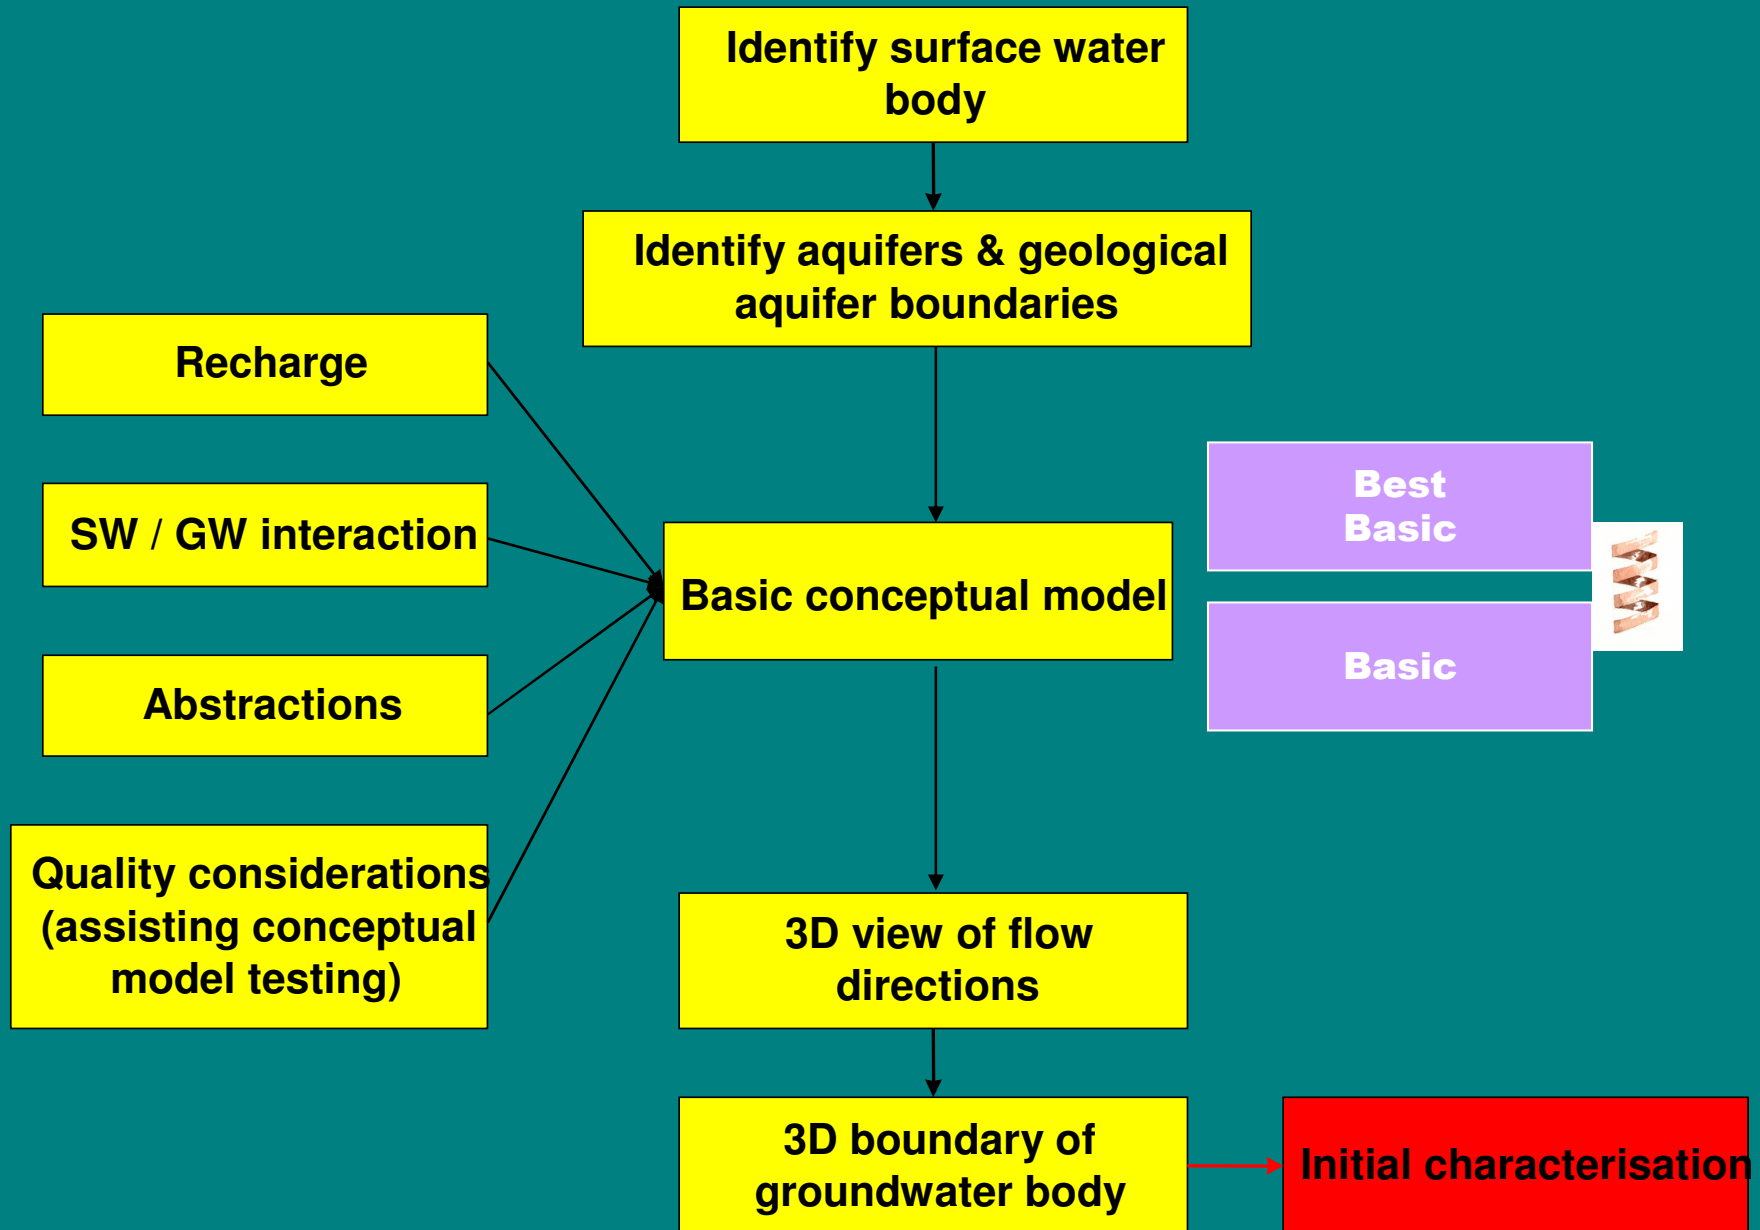 Identify surface water
body
Identify aquifers & geological
aquifer boundaries
Recharge
SW / GW interaction
Abstractions
Quality considerations
(assisting conceptual
model testing)
Basic conceptual model
Best
Basic
Basic
3D view of flow
directions
3D boundary of
groundwater body
Initial characterisation